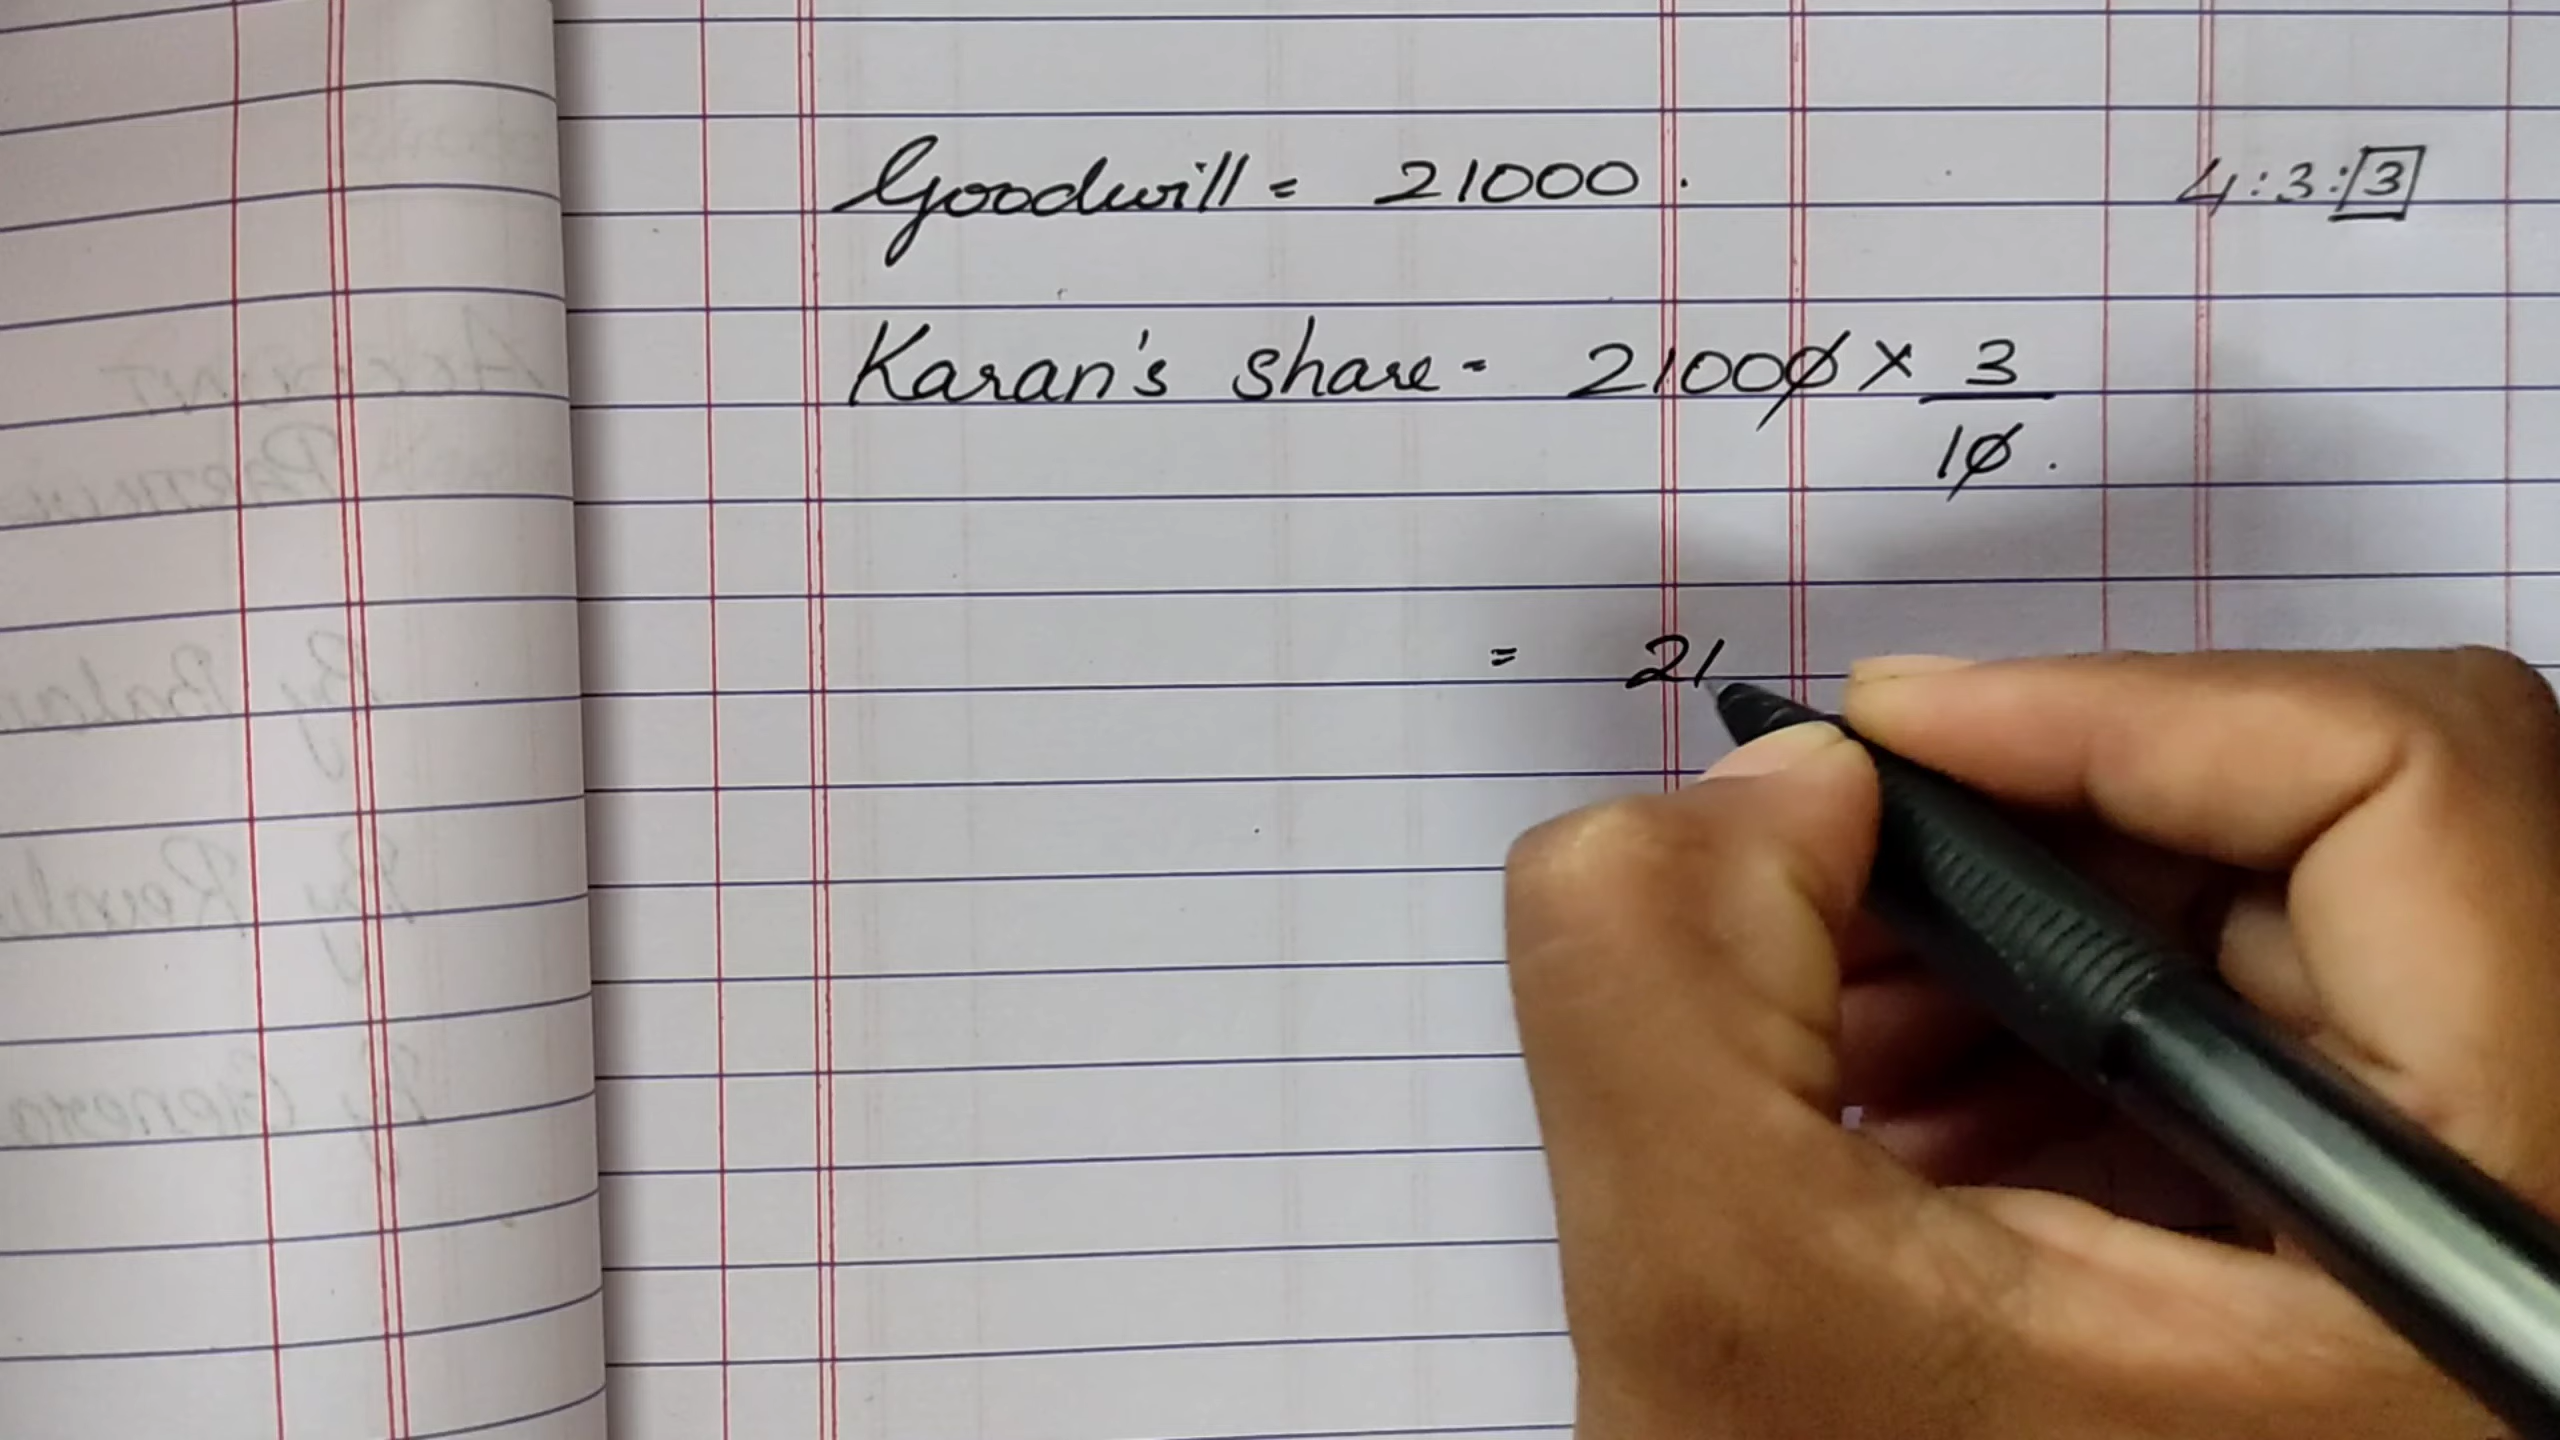 Goodwill = 21000. 4:3:3
Karan's share = 21000 × 3
10.
= 21